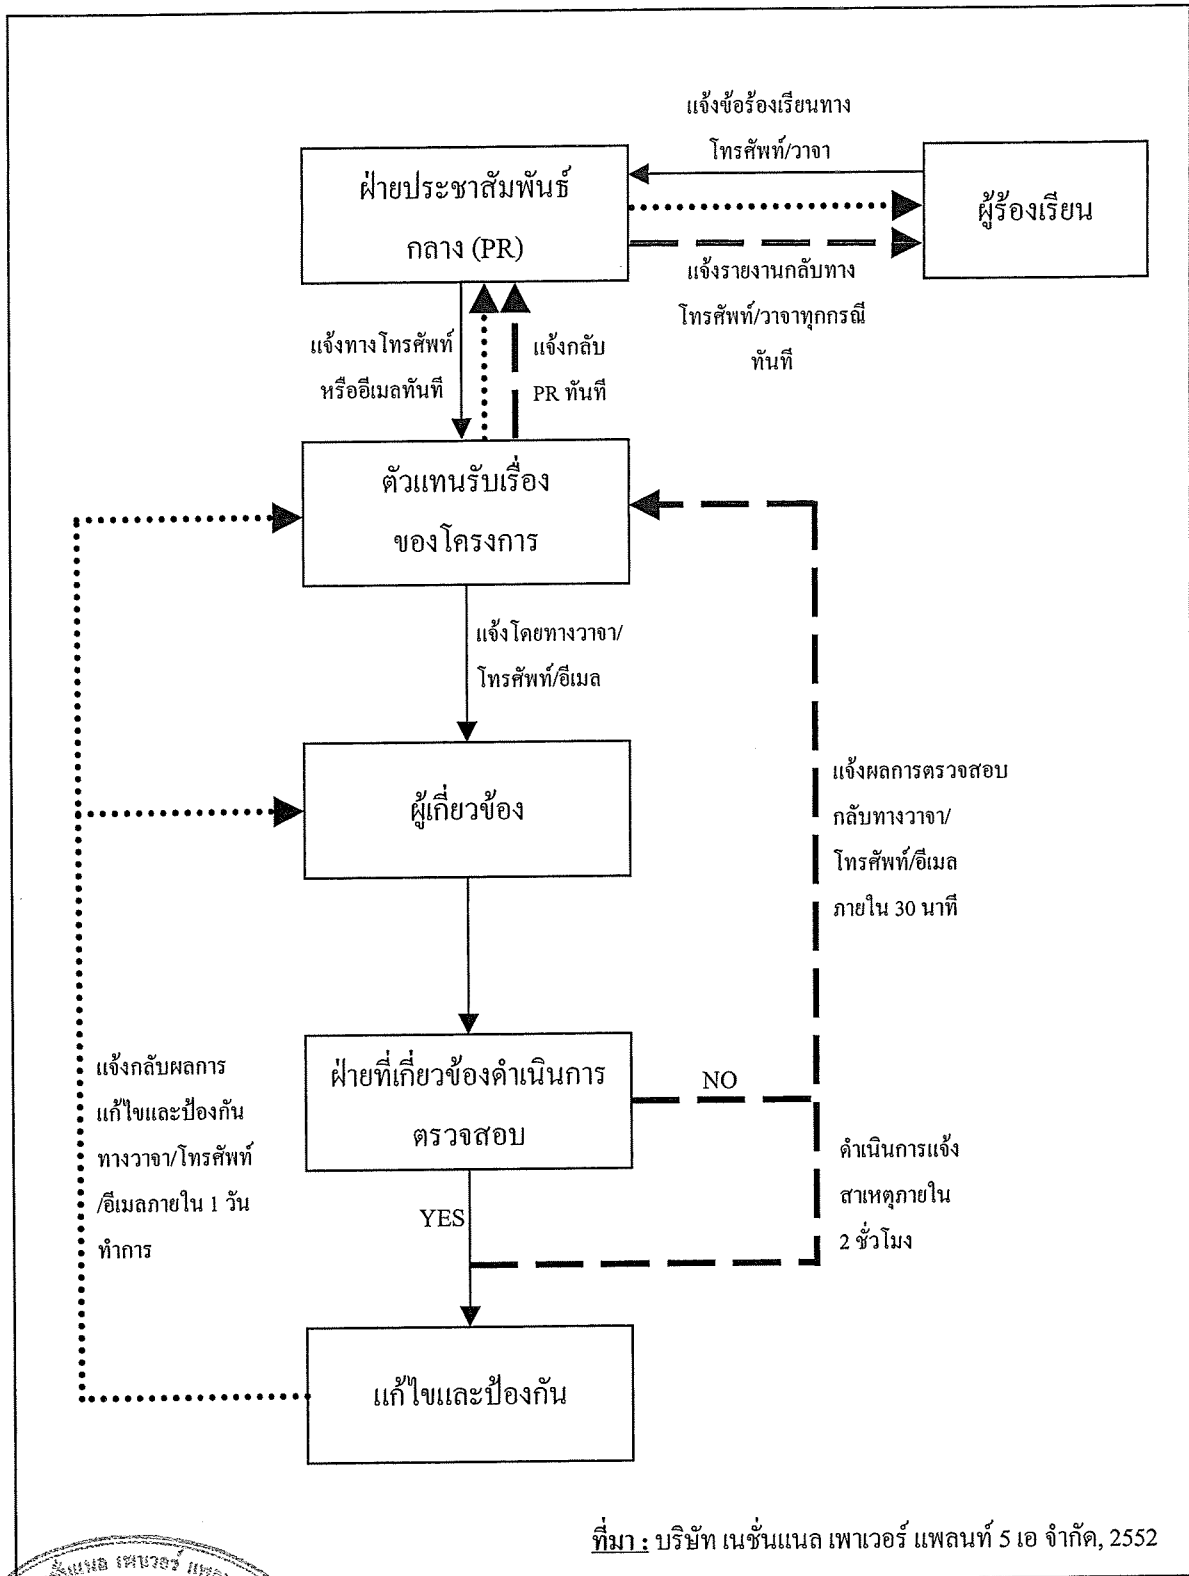 แจ้งข้อร้องเรียนทาง
โทรศัพท์/วาจา
ฝ่ายประชาสัมพันธ์
กลาง (PR)
ผู้ร้องเรียน
แจ้งรายงานกลับทาง
โทรศัพท์/วาจาทุกกรณี
ทันที
แจ้งทางโทรศัพท์
หรืออีเมลทันที
แจ้งกลับ
PR ทันที
ตัวแทนรับเรื่อง
ของโครงการ
แจ้งโดยทางวาจา/
โทรศัพท์/อีเมล
ผู้เกี่ยวข้อง
แจ้งผลการตรวจสอบ
กลับทางวาจา/
โทรศัพท์/อีเมล
ภายใน 30 นาที
ฝ่ายที่เกี่ยวข้องดำเนินการ
ตรวจสอบ
NO
แจ้งกลับผลการ
แก้ไขและป้องกัน
ทางวาจา/โทรศัพท์
/อีเมลภายใน 1 วัน
ทำการ
YES
ดำเนินการแจ้ง
สาเหตุภายใน
2 ชั่วโมง
แก้ไขและป้องกัน
ที่มา : บริษัท เนชั่นแนล เพาเวอร์ แพลนท์ 5 เอ จำกัด, 2552